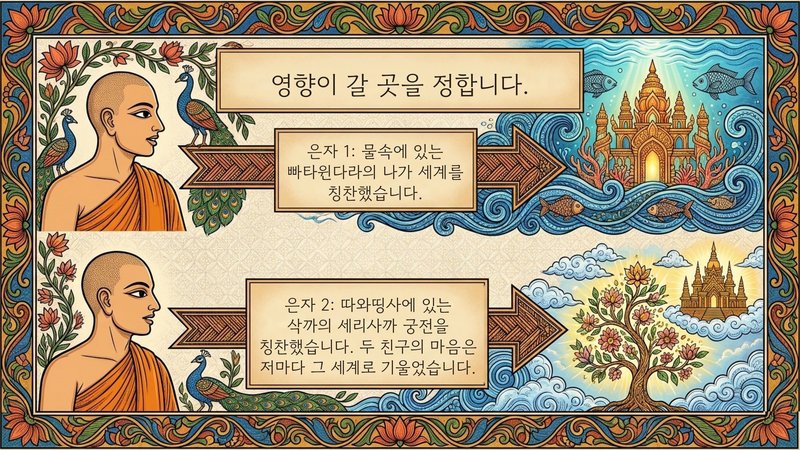 영향이 갈 곳을 정합니다.
은자 1: 물속에 있는
빠타윈다라의 나가 세계를
칭찬했습니다.
은자 2: 따와띵사에 있는
삭까의 세리사까 궁전을
칭찬했습니다. 두 친구의 마음은
저마다 그 세계로 기울었습니다.